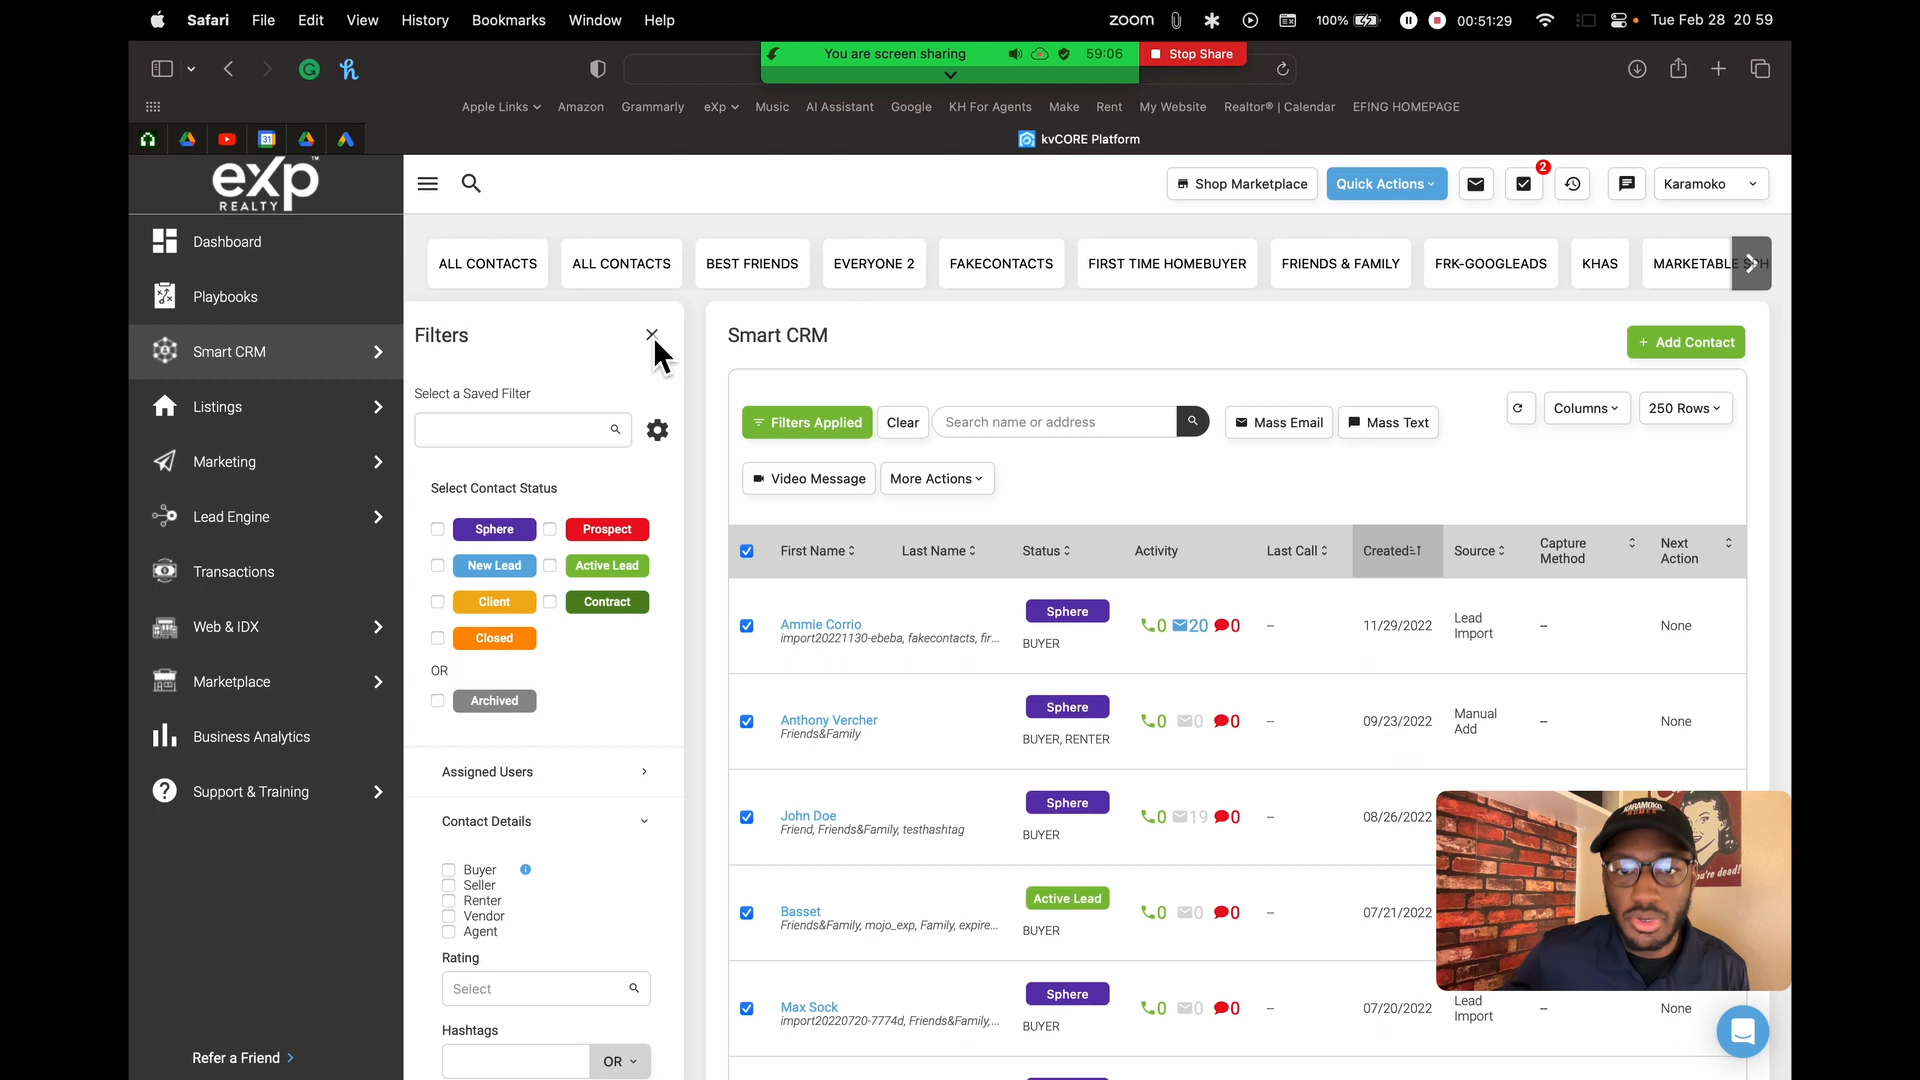 Safari File Edit View History Bookmarks Window Help
zoom 100% 00:51:29 Tue Feb 28 20 59
You are screen sharing 59:06 Stop Share
Apple Links Amazon Grammarly eXp Music AI Assistant Google KH For Agents Make Rent My Website Realtor® | Calendar EFING HOMEPAGE
31 kvCORE Platform
eXp™
REALTY
Shop Marketplace Quick Actions 2 Karamoko
Dashboard
Playbooks
Smart CRM
Listings
Marketing
Lead Engine
Transactions
Web & IDX
Marketplace
Business Analytics
Support & Training
Refer a Friend
ALL CONTACTS ALL CONTACTS BEST FRIENDS EVERYONE 2 FAKECONTACTS FIRST TIME HOMEBUYER FRIENDS & FAMILY FRK-GOOGLEADS KHAS MARKETABLE
Filters
Select a Saved Filter
Select Contact Status
Sphere Prospect
New Lead Active Lead
Client Contract
Closed
OR
Archived
Assigned Users
Contact Details
Buyer
Seller
Renter
Vendor
Agent
Rating
Select
Hashtags
OR
Smart CRM
+ Add Contact
Filters Applied Clear Search name or address Mass Email Mass Text Columns 250 Rows
Video Message More Actions
First Name Last Name Status Activity Last Call Created Source Capture Method Next Action
Ammie Corrio Sphere 0 20 0 -- 11/29/2022 Lead Import -- None
import20221130-ebeba, fakecontacts, fir... BUYER
Anthony Vercher Sphere 0 0 0 -- 09/23/2022 Manual Add -- None
Friends&Family BUYER, RENTER
John Doe Sphere 0 19 0 -- 08/26/2022
Friend, Friends&Family, testhashtag BUYER
Basset Active Lead 0 0 0 -- 07/21/2022
Friends&Family, mojo_exp, Family, expire... BUYER
Max Sock Sphere 0 0 0 -- 07/20/2022 Lead Import -- None
import20220720-7774d, Friends&Family,... BUYER
KARAMOKO
HOMES
're dead!